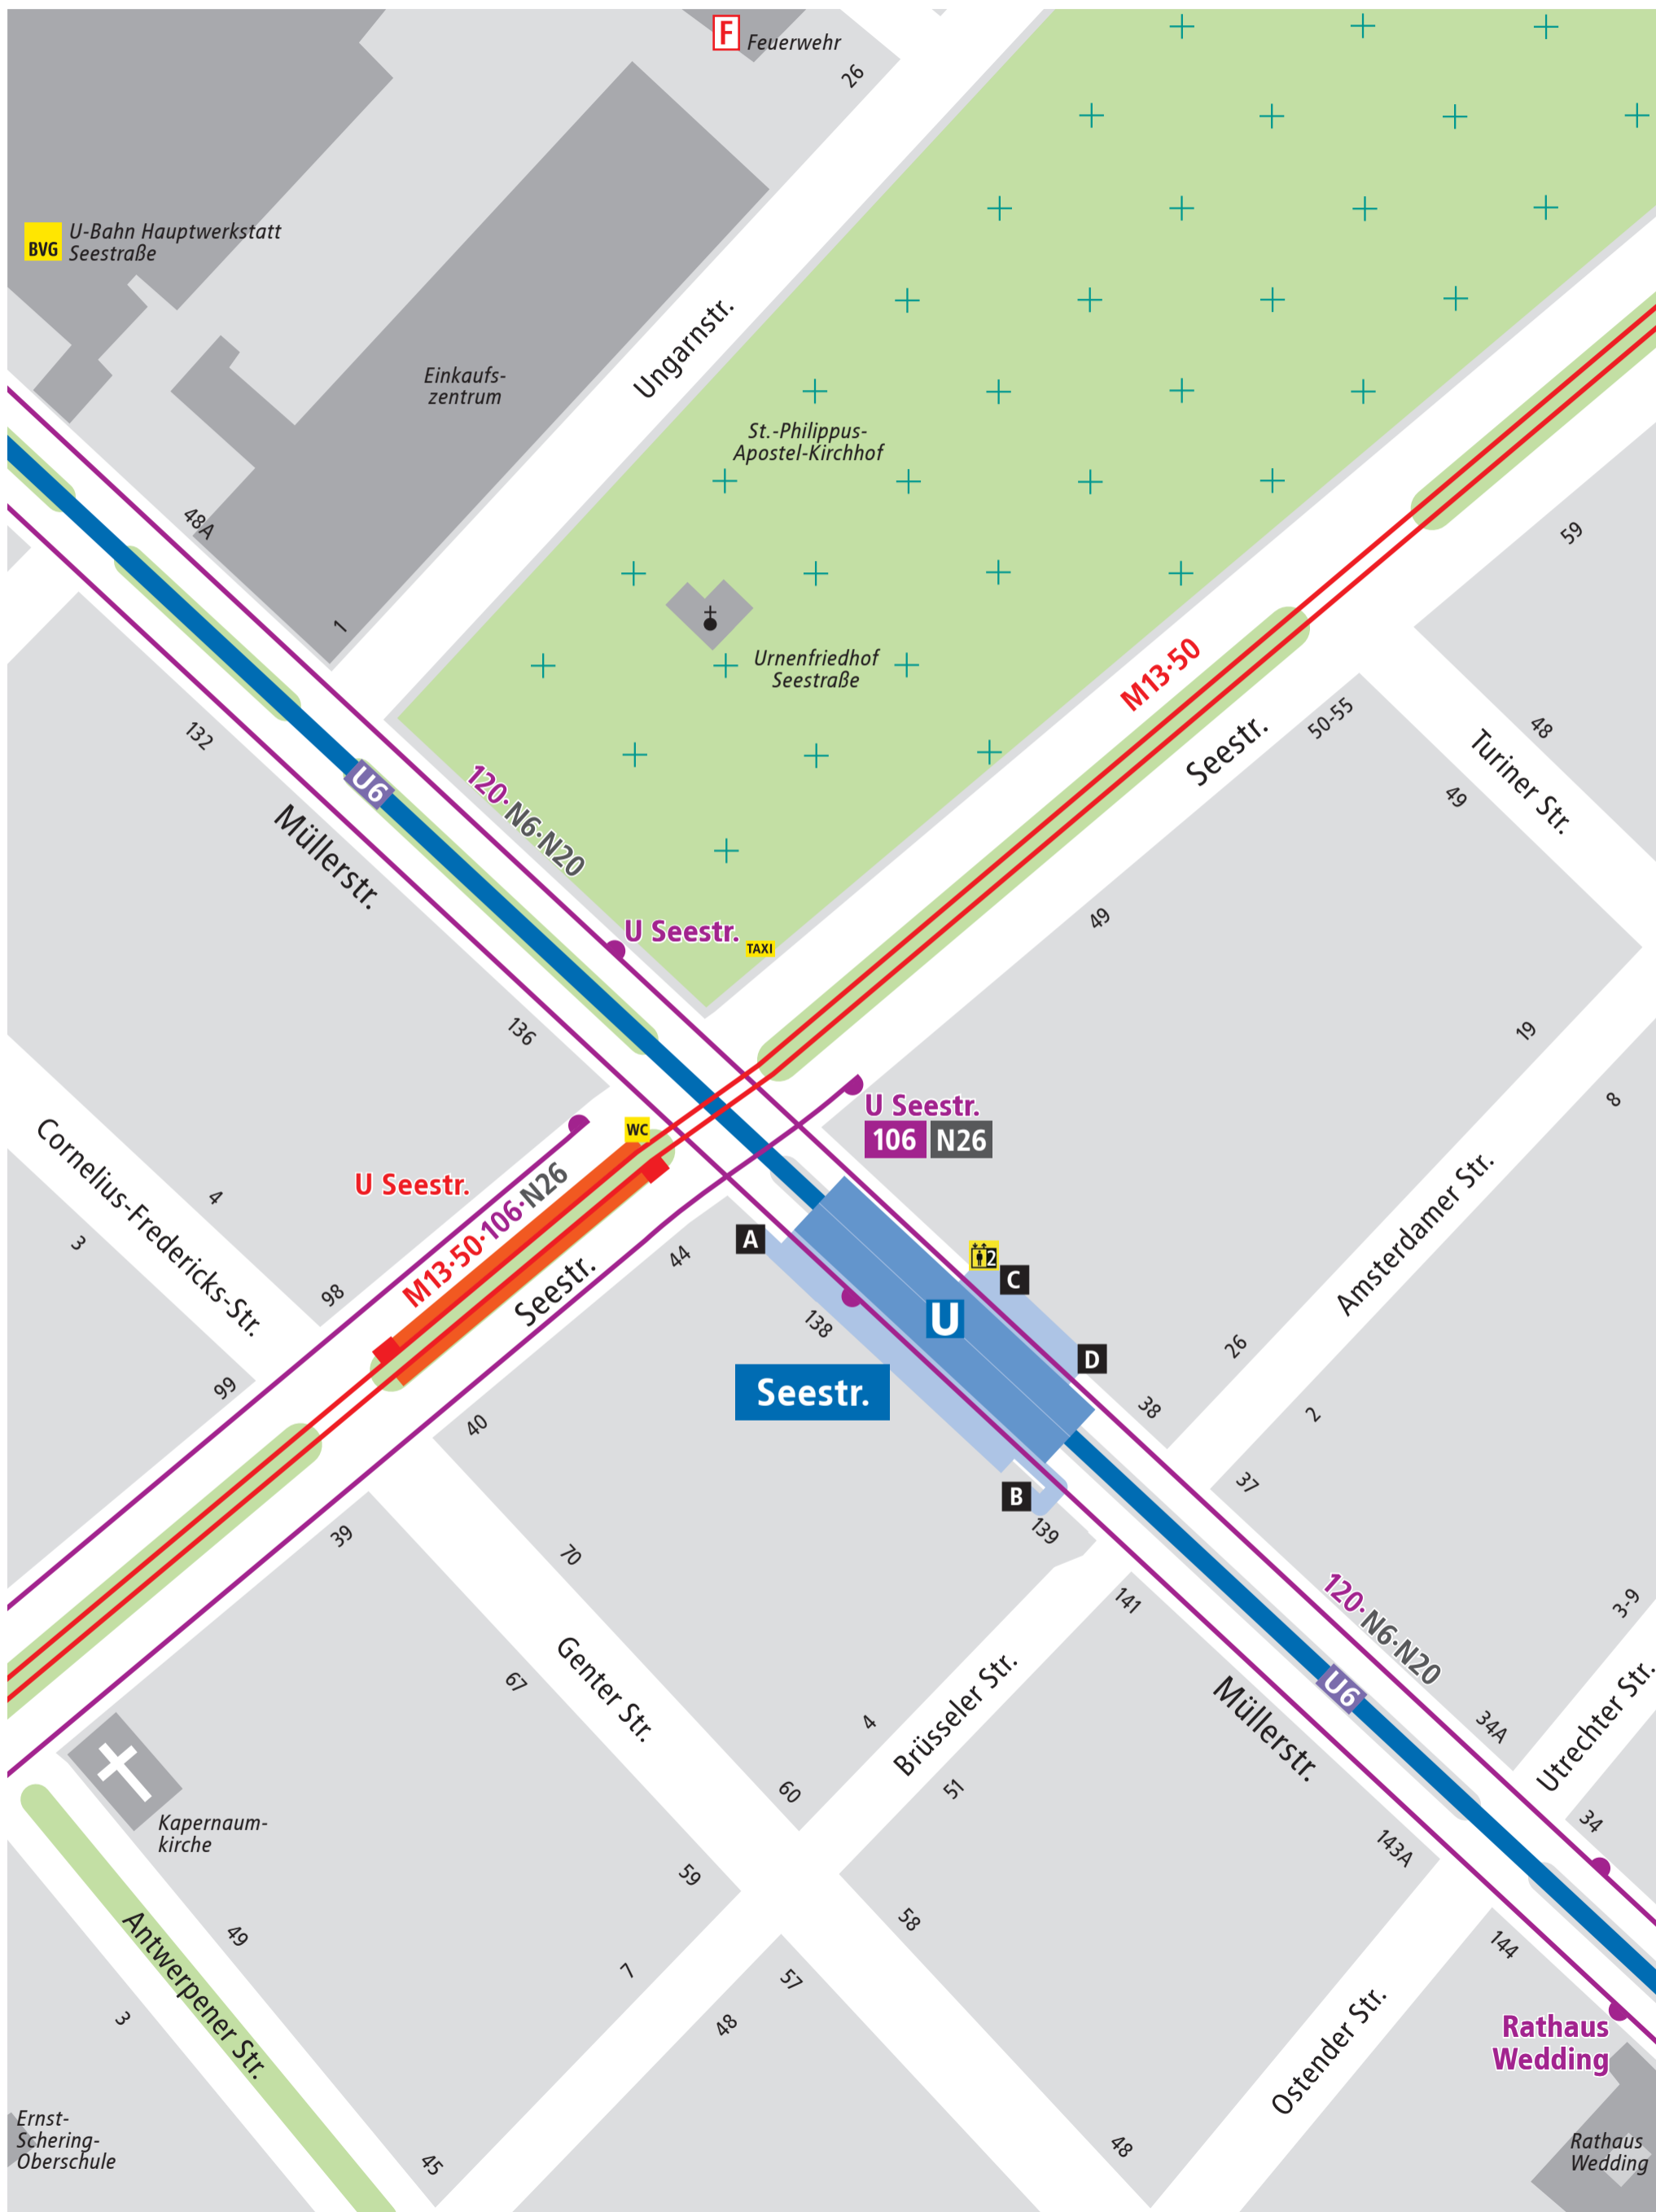 F
Feuerwehr
26
BVG
U-Bahn Hauptwerkstatt
Seestraße
Ungarnstr.
Einkaufs-
zentrum
St.-Philippus-
Apostel-Kirchhof
48A
59
1
Urnenfriedhof
Seestraße
M13·50
50-55
48
132
Seestr.
Turiner Str.
U6
49
120·N6·N20
Müllerstr.
U Seestr.
TAXI
49
136
19
U Seestr.
106
N26
8
WC
Cornelius-Fredericks-Str.
U Seestr.
M13·50·106·N26
4
3
Seestr.
44
A
2
C
Amsterdamer Str.
98
138
U
D
26
99
Seestr.
38
2
40
37
B
39
139
70
141
120·N6·N20
3-9
Genter Str.
67
Brüsseler Str.
4
Müllerstr.
U6
34A
Utrechter Str.
51
60
34
Kapernaum-
kirche
143A
59
58
49
Antwerpener Str.
144
7
57
3
48
Rathaus
Wedding
Ostender Str.
Ernst-
Schering-
Oberschule
45
48
Rathaus
Wedding